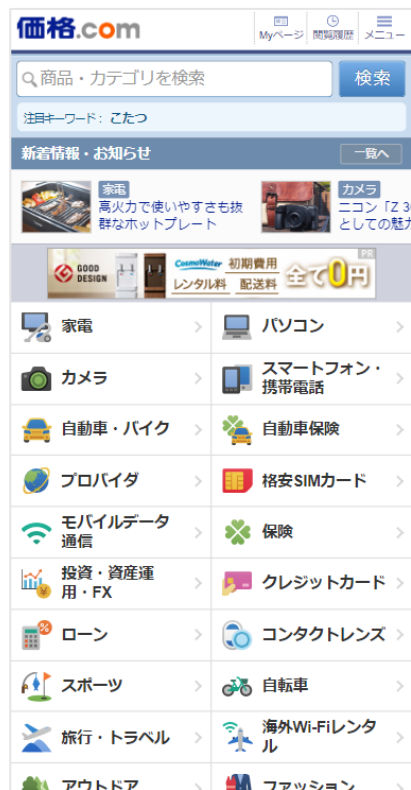 価格.com
Myページ
閲覧履歴
メニュー
商品・カテゴリを検索
検索
注目キーワード： こたつ
新着情報・お知らせ
一覧へ
家電
高火力で使いやすさも抜
群なホットプレート
カメラ
ニコン「Z 30
としての魅力
GOOD
DESIGN
CosmoWater
初期費用
レンタル料
配送料
全て0円
PR
家電
パソコン
カメラ
スマートフォン・
携帯電話
自動車・バイク
自動車保険
プロバイダ
格安SIMカード
モバイルデータ
通信
保険
投資・資産運
用・FX
クレジットカード
ローン
コンタクトレンズ
スポーツ
自転車
旅行・トラベル
海外Wi-Fiレンタ
ル
アウトドア
ファッション